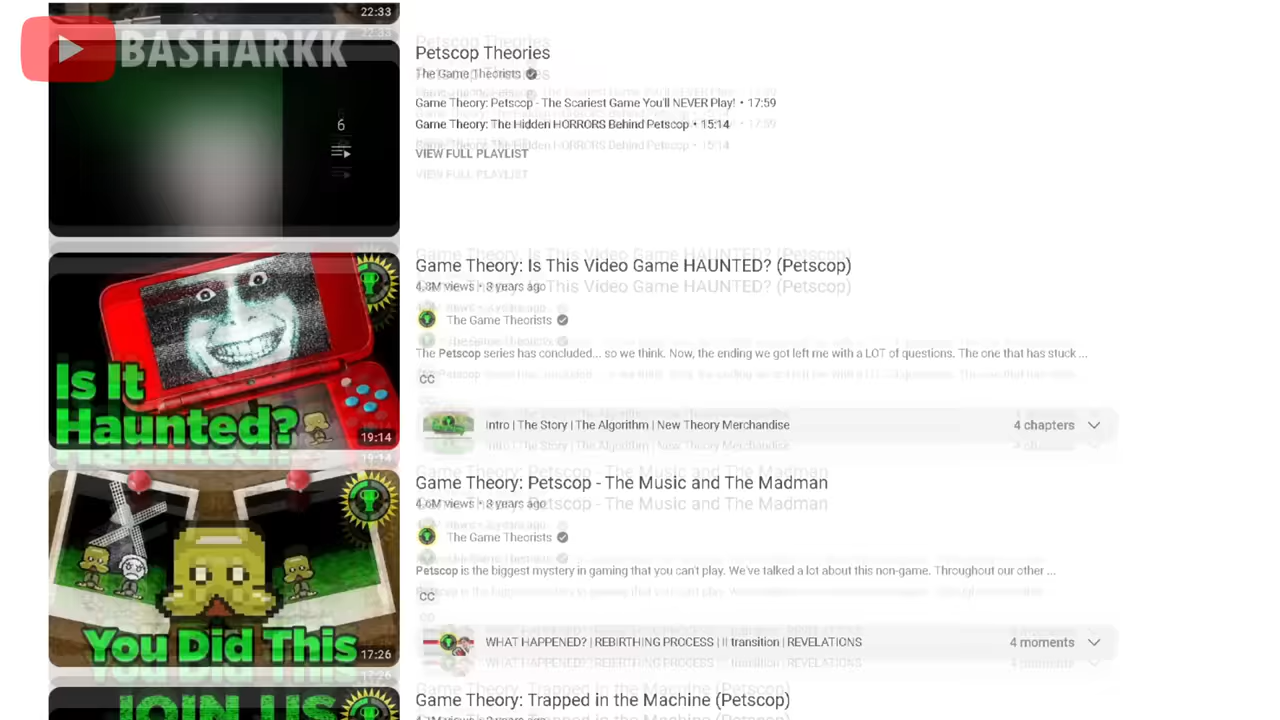 22:33
BASHARKK
Petscop Theories
The Game Theorists
Game Theory: Petscop - The Scariest Game You'll NEVER Play! • 17:59
Game Theory: The Hidden HORRORS Behind Petscop • 15:14
VIEW FULL PLAYLIST
6
Game Theory: Is This Video Game HAUNTED? (Petscop)
4.8M views • 3 years ago
The Game Theorists
The Petscop series has concluded... so we think. Now, the ending we got left me with a LOT of questions. The one that has stuck ...
CC
Intro | The Story | The Algorithm | New Theory Merchandise
4 chapters
Is It
Haunted?
19:14
Game Theory: Petscop - The Music and The Madman
4.6M views • 3 years ago
The Game Theorists
Petscop is the biggest mystery in gaming that you can't play. We've talked a lot about this non-game. Throughout our other ...
CC
WHAT HAPPENED? | REBIRTHING PROCESS | II transition | REVELATIONS
4 moments
You Did This
17:26
JOIN US
Game Theory: Trapped in the Machine (Petscop)